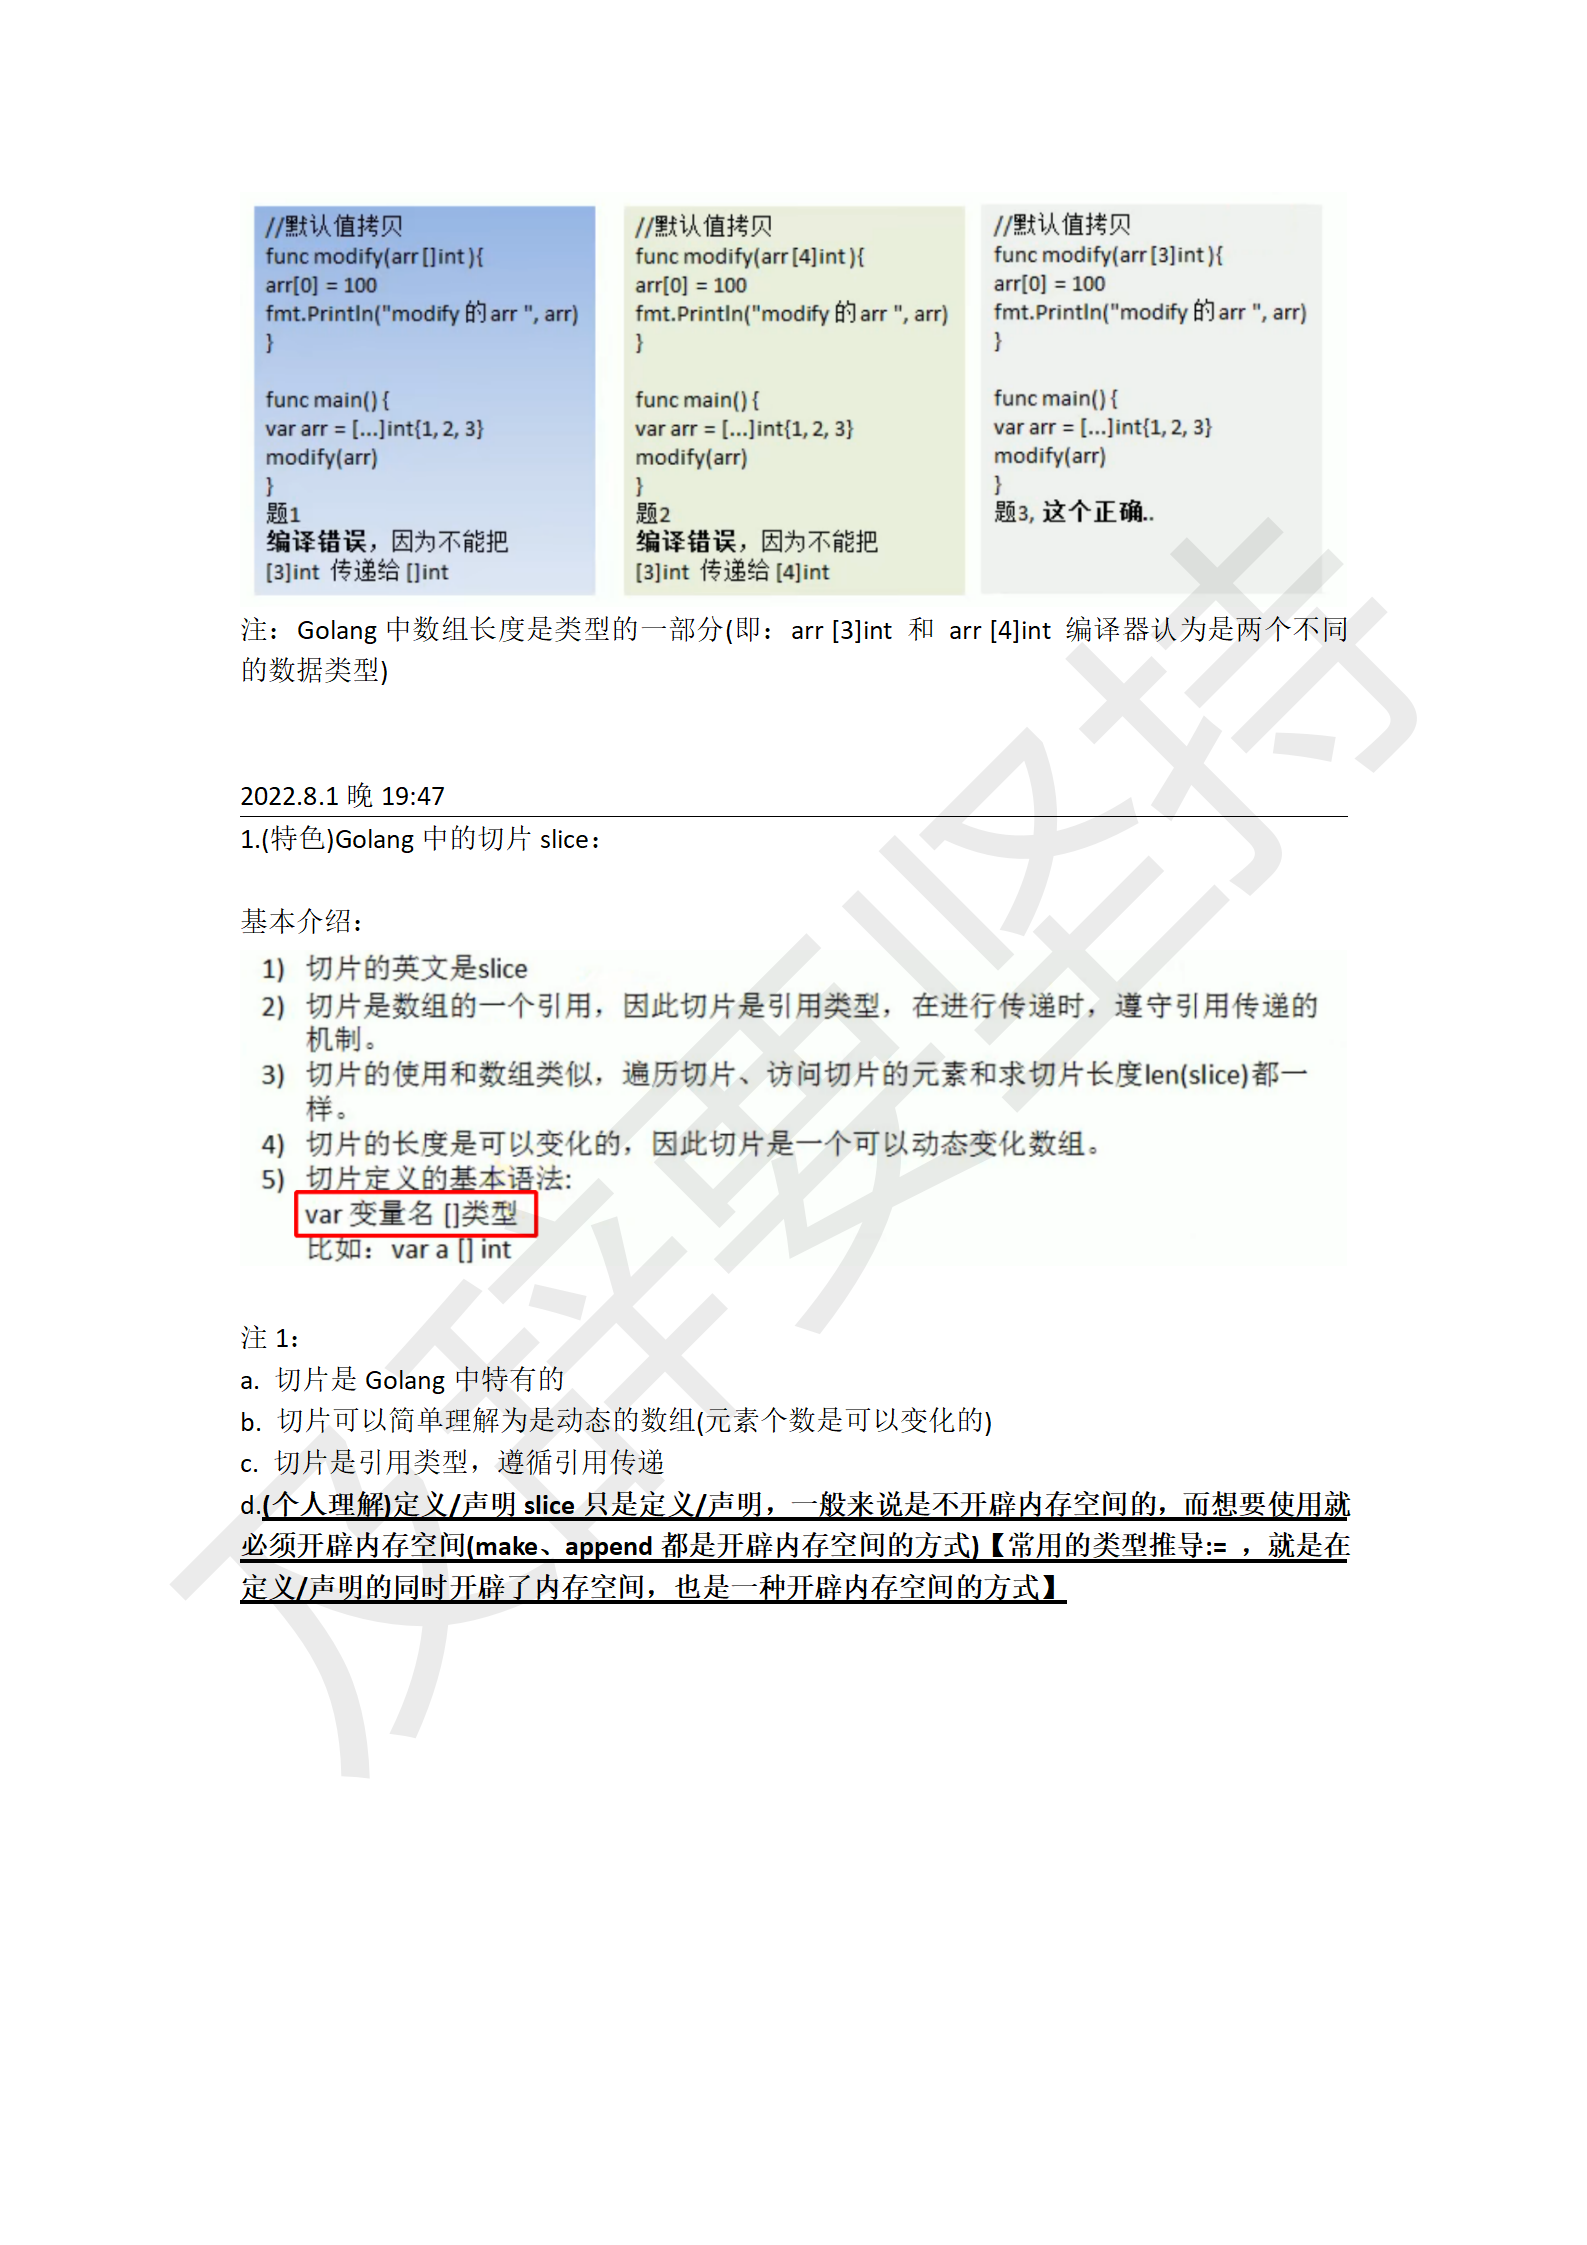 //默认值拷贝
func modify(arr []int ){
arr[0] = 100
fmt.Println("modify 的arr ", arr)
}
func main() {
var arr = [...]int{1, 2, 3}
modify(arr)
}
题1
编译错误，因为不能把
[3]int 传递给 []int
//默认值拷贝
func modify(arr [4]int ){
arr[0] = 100
fmt.Println("modify 的arr ", arr)
}
func main() {
var arr = [...]int{1, 2, 3}
modify(arr)
}
题2
编译错误，因为不能把
[3]int 传递给 [4]int
//默认值拷贝
func modify(arr [3]int ){
arr[0] = 100
fmt.Println("modify 的arr ", arr)
}
func main() {
var arr = [...]int{1, 2, 3}
modify(arr)
}
题3, 这个正确..
注：Golang 中数组长度是类型的一部分(即：arr [3]int 和 arr [4]int 编译器认为是两个不同
的数据类型)
2022.8.1 晚 19:47
1.(特色)Golang 中的切片 slice：
基本介绍：
1) 切片的英文是slice
2) 切片是数组的一个引用，因此切片是引用类型，在进行传递时，遵守引用传递的
机制。
3) 切片的使用和数组类似，遍历切片、访问切片的元素和求切片长度len(slice)都一
样。
4) 切片的长度是可以变化的，因此切片是一个可以动态变化数组。
5) 切片定义的基本语法:
var 变量名 []类型
比如：var a [] int
注 1：
a. 切片是 Golang 中特有的
b. 切片可以简单理解为是动态的数组(元素个数是可以变化的)
c. 切片是引用类型，遵循引用传递
d.(个人理解)定义/声明 slice 只是定义/声明，一般来说是不开辟内存空间的，而想要使用就
必须开辟内存空间(make、append 都是开辟内存空间的方式)【常用的类型推导:= ，就是在
定义/声明的同时开辟了内存空间，也是一种开辟内存空间的方式】
及辞要坚持